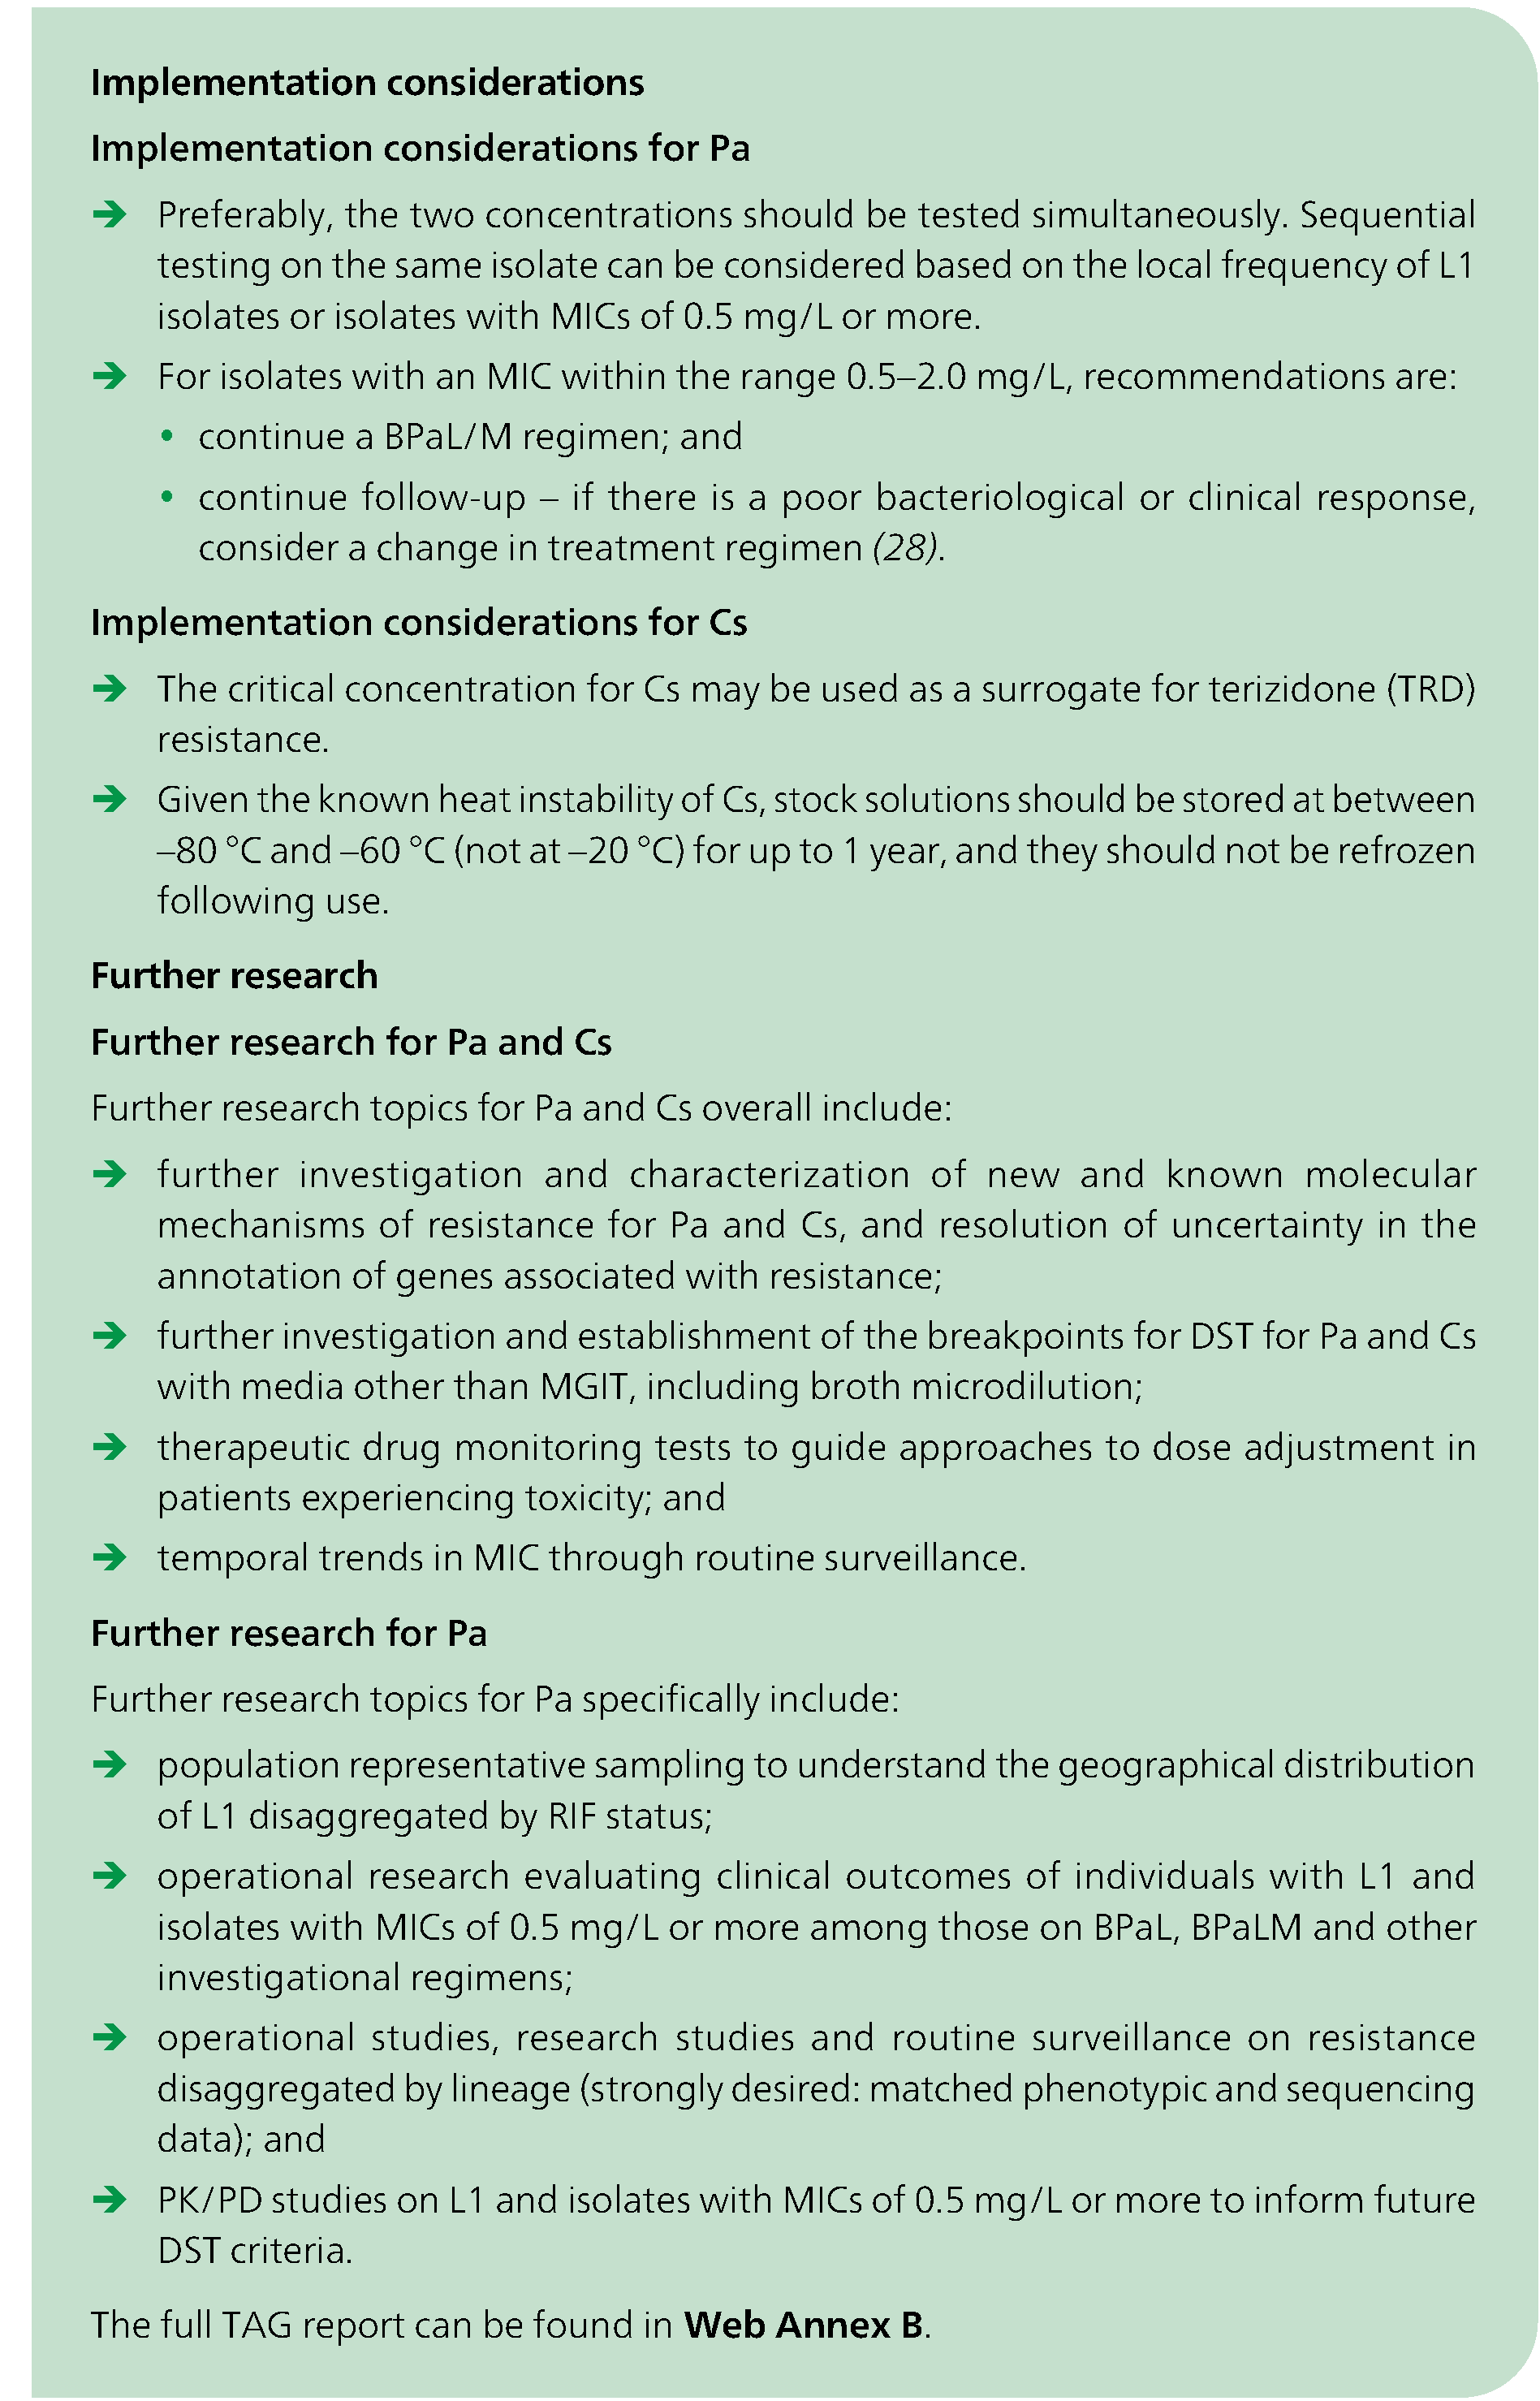 Implementation considerations
Implementation considerations for Pa
➔ Preferably, the two concentrations should be tested simultaneously. Sequential
testing on the same isolate can be considered based on the local frequency of L1
isolates or isolates with MICs of 0.5 mg/L or more.
➔ For isolates with an MIC within the range 0.5–2.0 mg/L, recommendations are:
• continue a BPaL/M regimen; and
• continue follow-up – if there is a poor bacteriological or clinical response,
consider a change in treatment regimen (28).
Implementation considerations for Cs
➔ The critical concentration for Cs may be used as a surrogate for terizidone (TRD)
resistance.
➔ Given the known heat instability of Cs, stock solutions should be stored at between
–80 °C and –60 °C (not at –20 °C) for up to 1 year, and they should not be refrozen
following use.
Further research
Further research for Pa and Cs
Further research topics for Pa and Cs overall include:
➔ further investigation and characterization of new and known molecular
mechanisms of resistance for Pa and Cs, and resolution of uncertainty in the
annotation of genes associated with resistance;
➔ further investigation and establishment of the breakpoints for DST for Pa and Cs
with media other than MGIT, including broth microdilution;
➔ therapeutic drug monitoring tests to guide approaches to dose adjustment in
patients experiencing toxicity; and
➔ temporal trends in MIC through routine surveillance.
Further research for Pa
Further research topics for Pa specifically include:
➔ population representative sampling to understand the geographical distribution
of L1 disaggregated by RIF status;
➔ operational research evaluating clinical outcomes of individuals with L1 and
isolates with MICs of 0.5 mg/L or more among those on BPaL, BPaLM and other
investigational regimens;
➔ operational studies, research studies and routine surveillance on resistance
disaggregated by lineage (strongly desired: matched phenotypic and sequencing
data); and
➔ PK/PD studies on L1 and isolates with MICs of 0.5 mg/L or more to inform future
DST criteria.
The full TAG report can be found in Web Annex B.